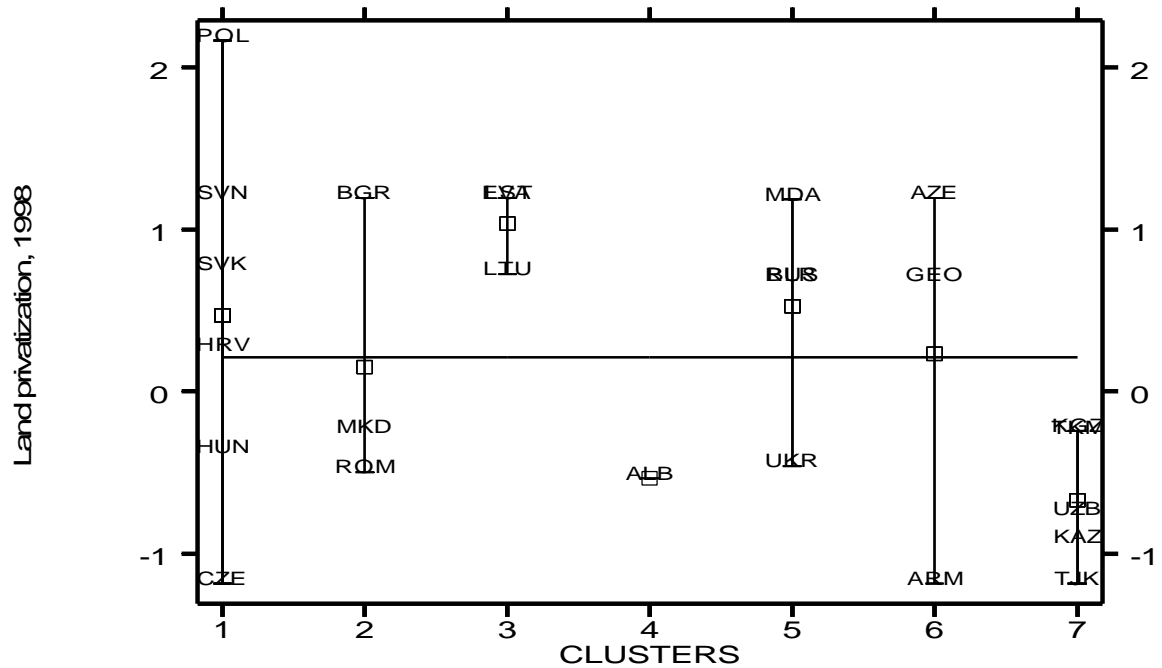 POL
2 2
SVN BGR MDA AZE
1 1
SVK GEO
LTU
HRV
0 0
MKD
HUN
ROM UKR
ALB
UZB
KAZ
-1 -1
CZE ARM TJK
1 2 3 4 5 6 7
CLUSTERS
Land privatization, 1998